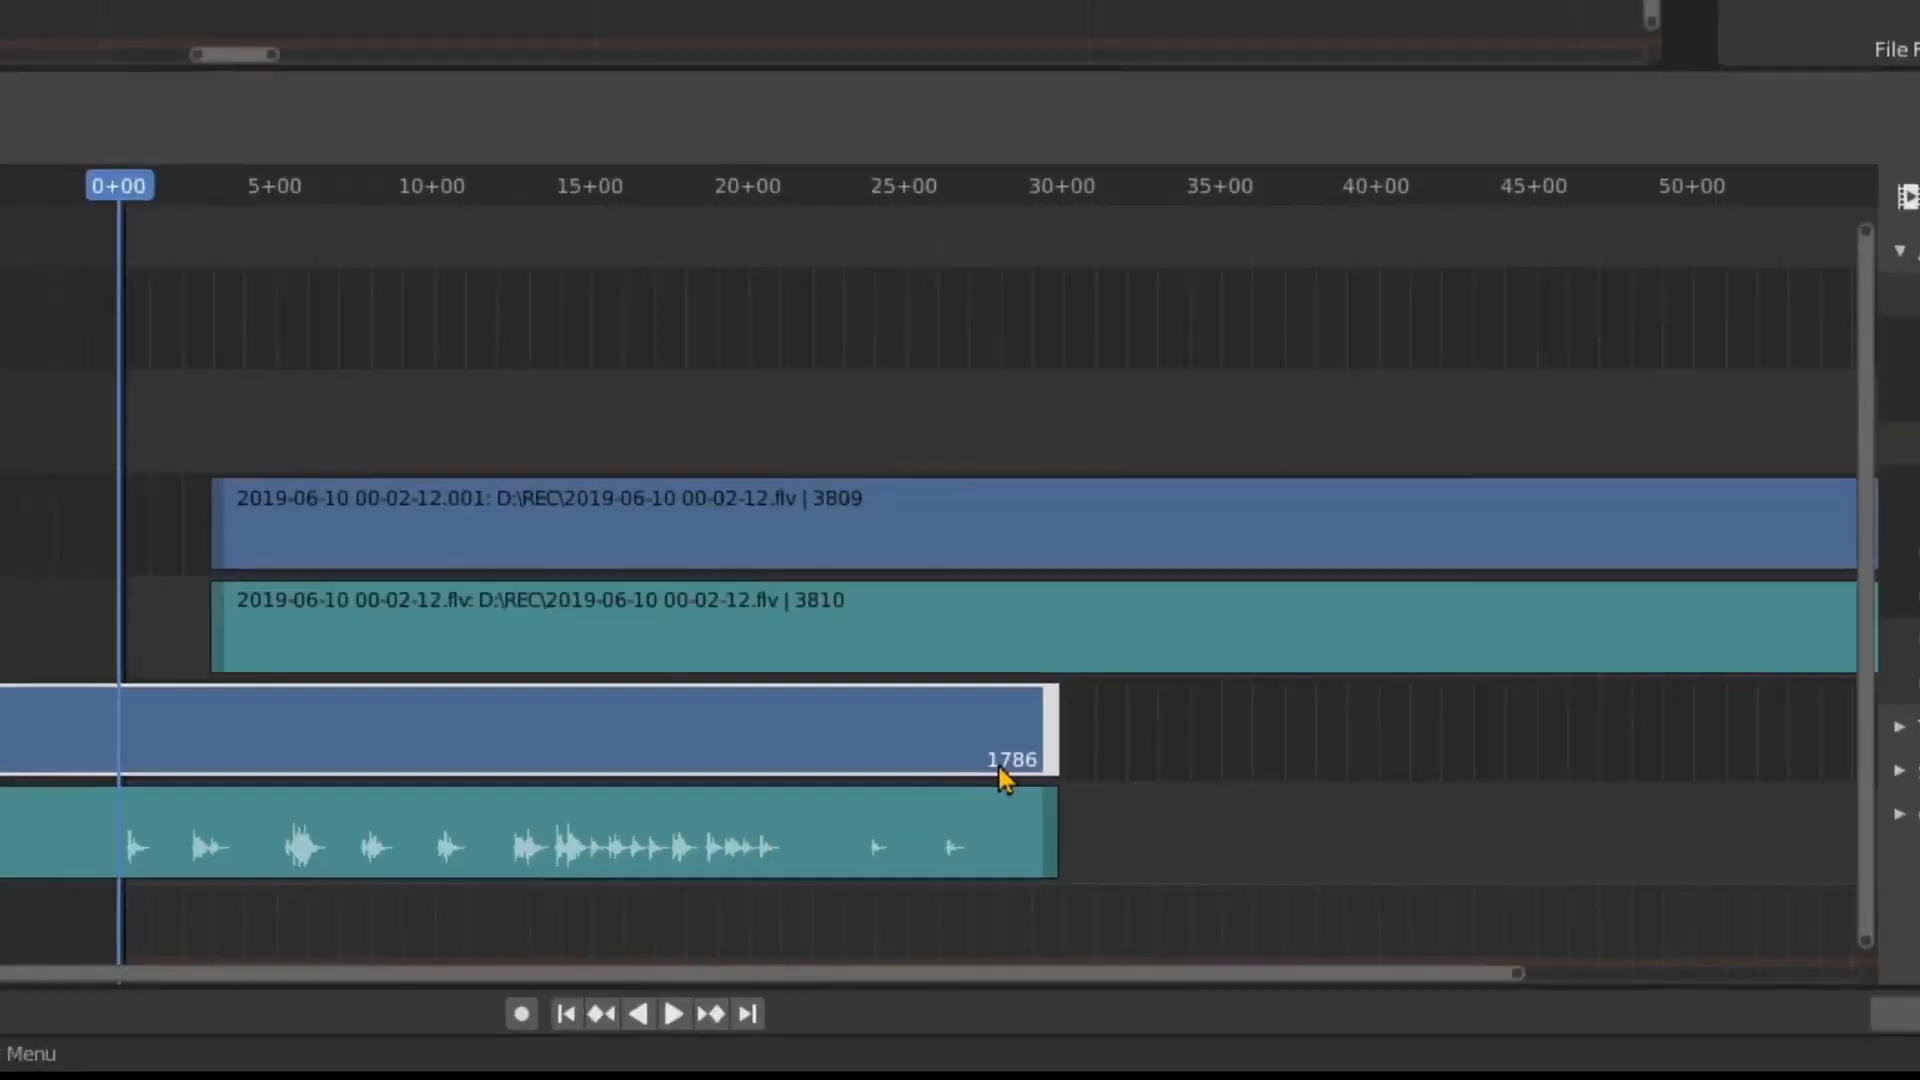 File F
0+00 5+00 10+00 15+00 20+00 25+00 30+00 35+00 40+00 45+00 50+00
2019-06-10 00-02-12.001: D:\REC\2019-06-10 00-02-12.flv | 3809
2019-06-10 00-02-12.flv: D:\REC\2019-06-10 00-02-12.flv | 3810
1786
Menu